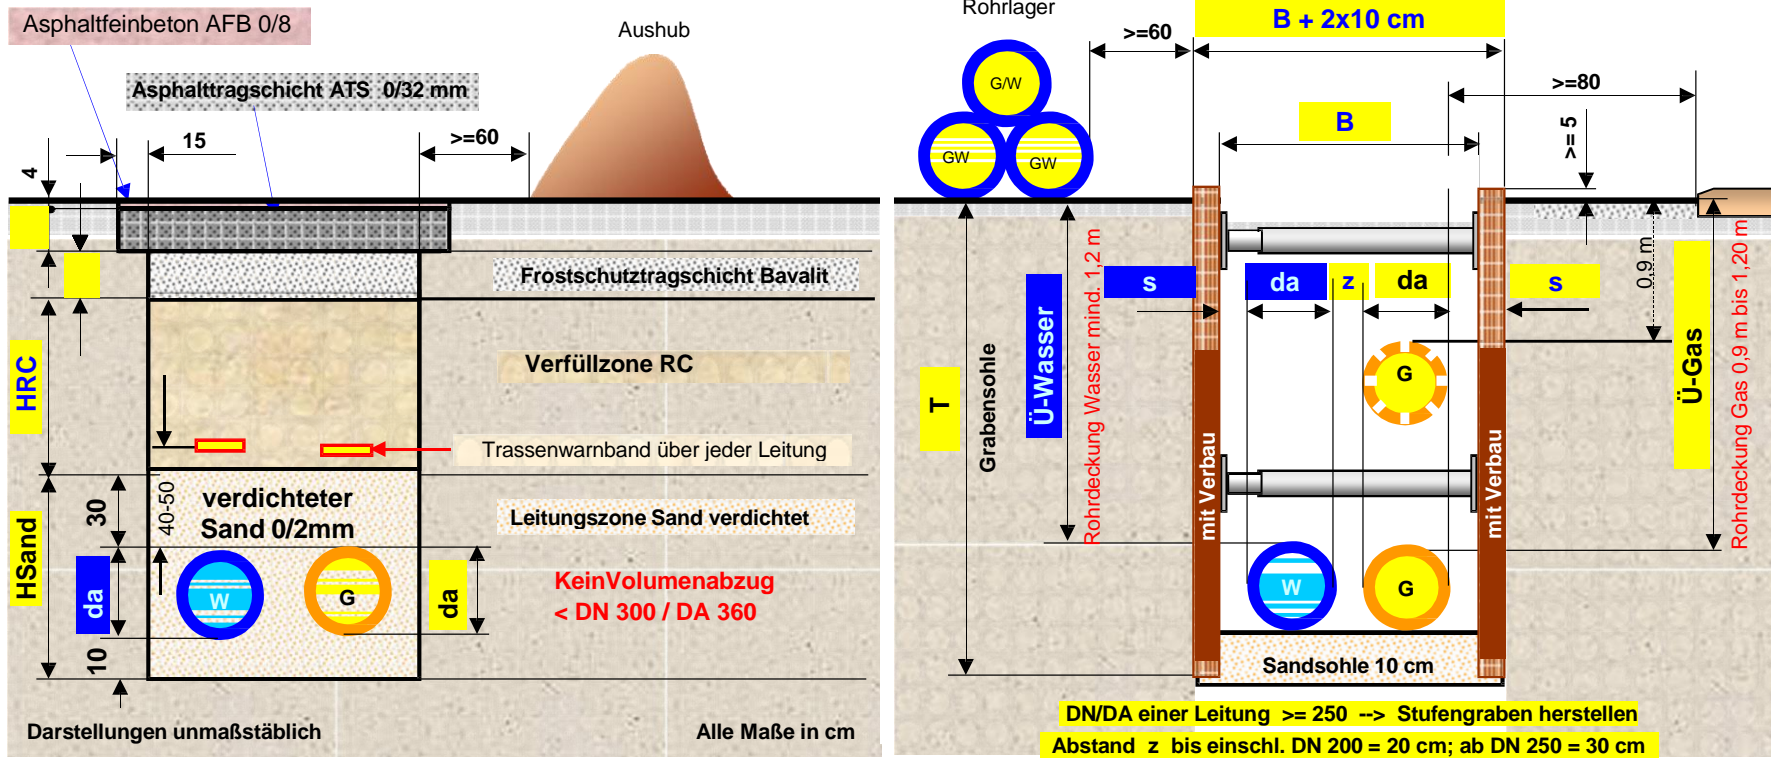 Asphaltfeinbeton AFB 0/8
Aushub
Asphalttragschicht ATS 0/32 mm
15
>=60
4
Frostschutztragschicht Bavalit
HRC
Verfüllzone RC
Trassenwarnband über jeder Leitung
HSand
30
40-50
verdichteter
Sand 0/2mm
Leitungszone Sand verdichtet
da
W
G
da
KeinVolumenabzug
< DN 300 / DA 360
10
Darstellungen unmaßstäblich
Alle Maße in cm
Rohrlager
B + 2x10 cm
>=60
G/W
GW
GW
>=80
B
>= 5
s
da
z
da
s
0,9 m
T
Grabensohle
Ü-Wasser
Rohrdeckung Wasser mind. 1,2 m
Ü-Gas
Rohrdeckung Gas 0,9 m bis 1,20 m
G
mit Verbau
mit Verbau
W
G
Sandsohle 10 cm
DN/DA einer Leitung >= 250 --> Stufengraben herstellen
Abstand z bis einschl. DN 200 = 20 cm; ab DN 250 = 30 cm